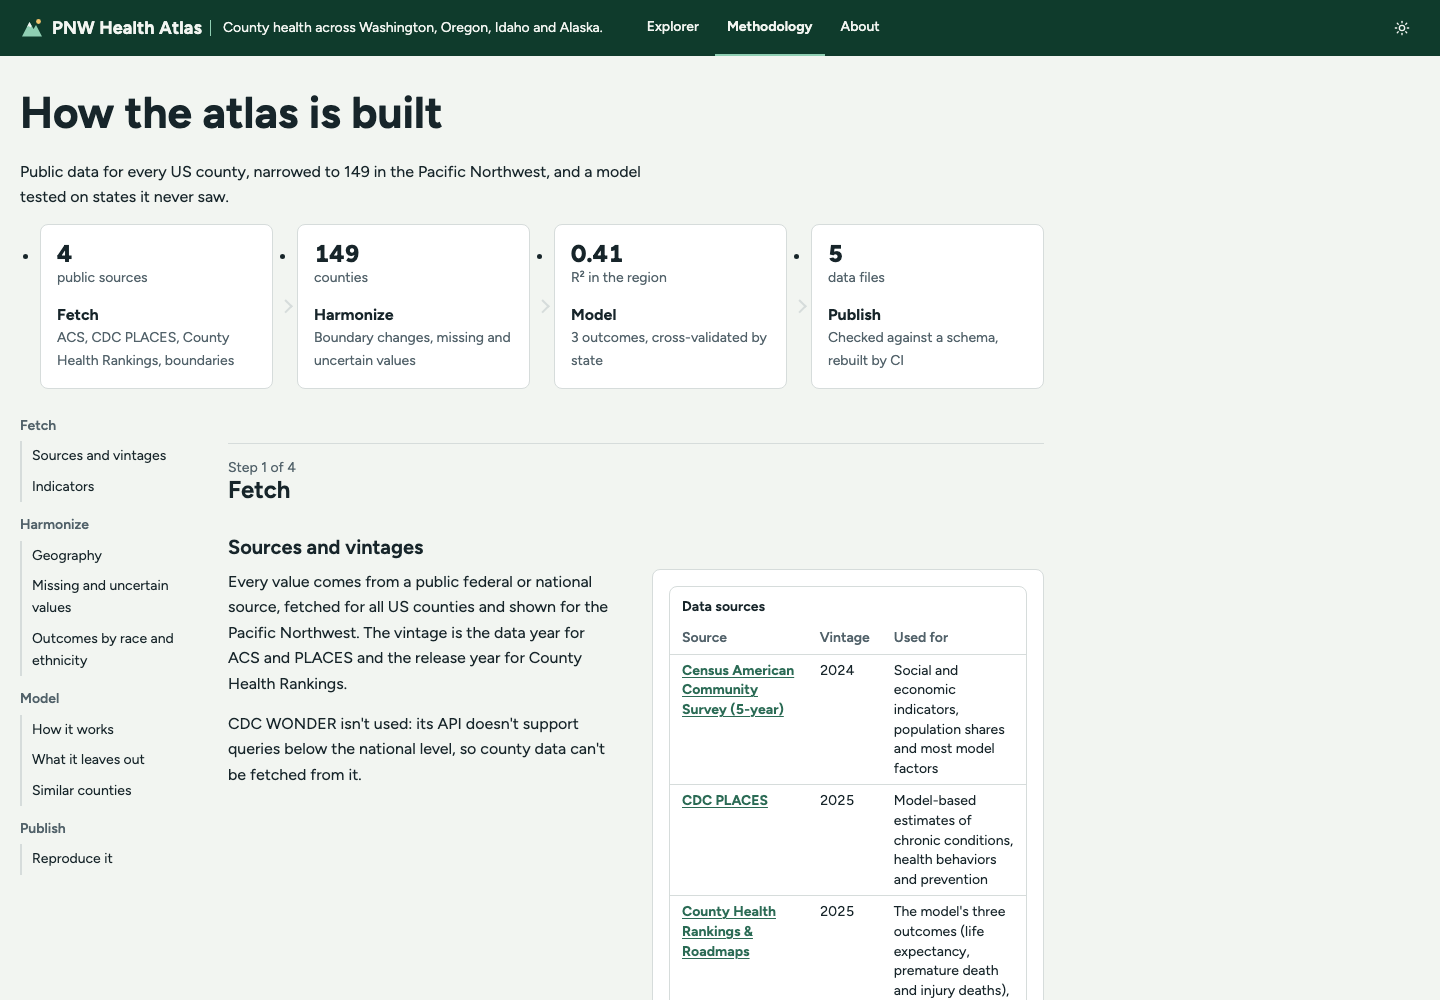 PNW Health Atlas
County health across Washington, Oregon, Idaho and Alaska.
Explorer
Methodology
About
How the atlas is built
Public data for every US county, narrowed to 149 in the Pacific Northwest, and a model
tested on states it never saw.
4
public sources
Fetch
ACS, CDC PLACES, County
Health Rankings, boundaries
149
counties
Harmonize
Boundary changes, missing and
uncertain values
0.41
R² in the region
Model
3 outcomes, cross-validated by
state
5
data files
Publish
Checked against a schema,
rebuilt by CI
Fetch
Sources and vintages
Indicators
Harmonize
Geography
Missing and uncertain
values
Outcomes by race and
ethnicity
Model
How it works
What it leaves out
Similar counties
Publish
Reproduce it
Step 1 of 4
Fetch
Sources and vintages
Every value comes from a public federal or national
source, fetched for all US counties and shown for the
Pacific Northwest. The vintage is the data year for
ACS and PLACES and the release year for County
Health Rankings.
CDC WONDER isn't used: its API doesn't support
queries below the national level, so county data can't
be fetched from it.
Data sources
Source
Vintage
Used for
Census American
Community
Survey (5-year)
2024
Social and
economic
indicators,
population shares
and most model
factors
CDC PLACES
2025
Model-based
estimates of
chronic conditions,
health behaviors
and prevention
County Health
Rankings &
Roadmaps
2025
The model's three
outcomes (life
expectancy,
premature death
and injury deaths),